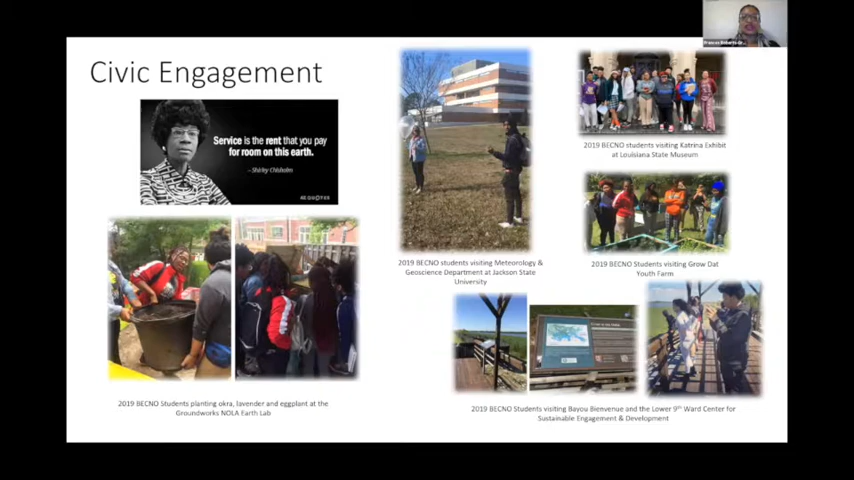 Civic Engagement
Service is the rent that you pay
for room on this earth.
– Shirley Chisholm
2019 BECNO students visiting Meteorology &
Geoscience Department at Jackson State
University
2019 BECNO students visiting Katrina Exhibit
at Louisiana State Museum
2019 BECNO Students visiting Grow Dat
Youth Farm
2019 BECNO Students planting okra, lavender and eggplant at the
Groundworks NOLA Earth Lab
2019 BECNO Students visiting Bayou Bienvenue and the Lower 9th Ward Center for
Sustainable Engagement & Development